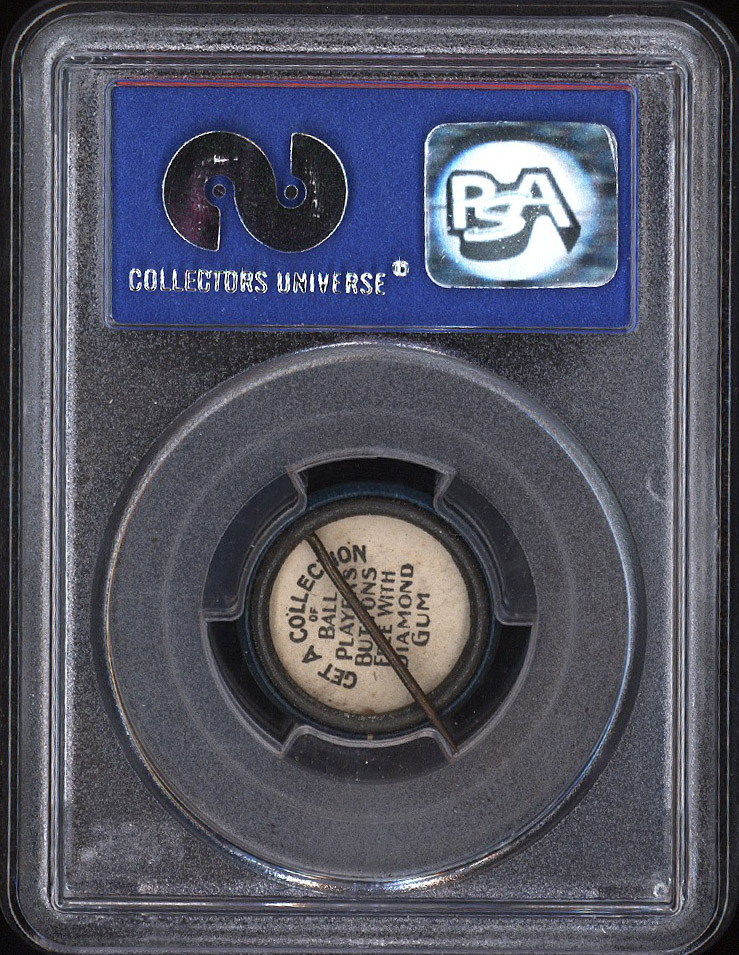 COLLECTORS UNIVERSE®
PSA
GET A COLLECTION
OF
BALL
PLAYERS
BUTTONS
FREE WITH
DIAMOND
GUM